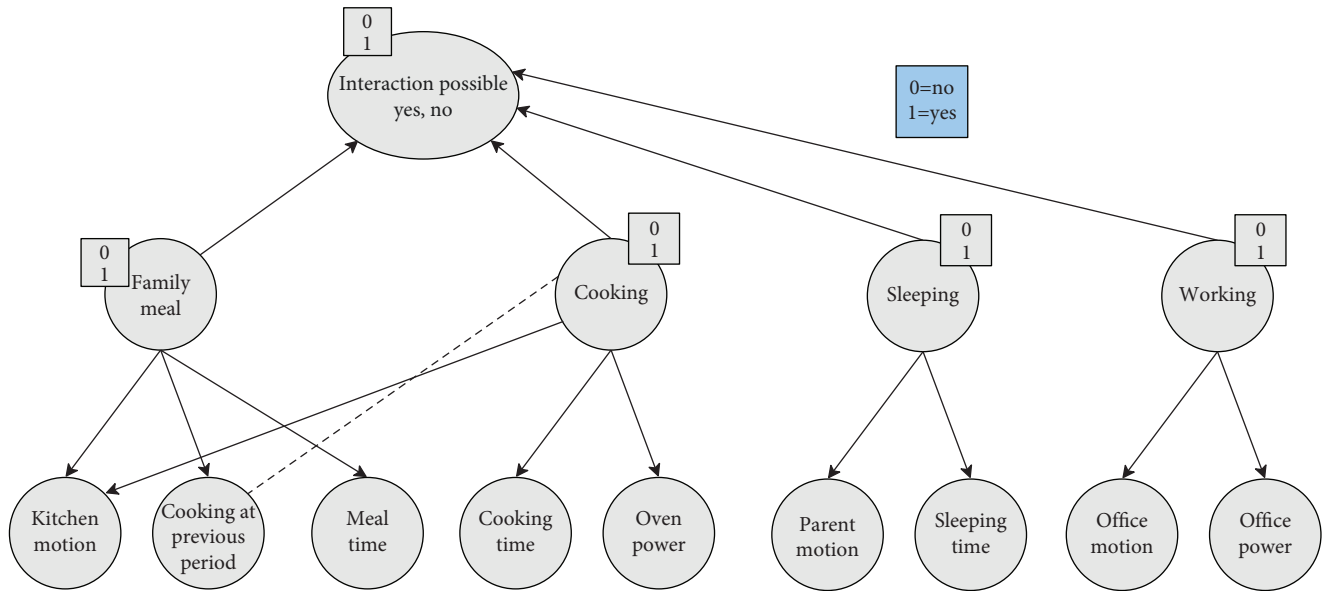 0
1
Interaction possible
yes, no
0=no
1=yes
0
1
Family
meal
0
1
Cooking
0
1
Sleeping
0
1
Working
Kitchen
motion
Cooking at
previous
period
Meal
time
Cooking
time
Oven
power
Parent
motion
Sleeping
time
Office
motion
Office
power